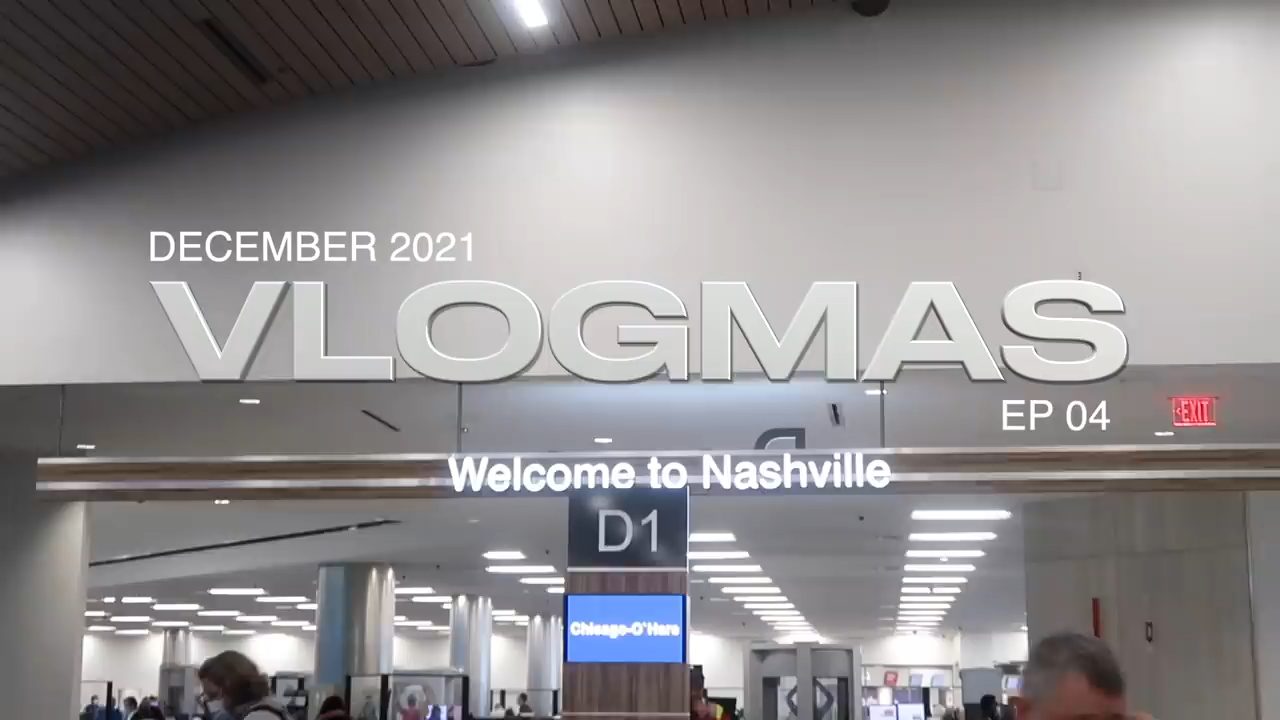 DECEMBER 2021
VLOGMAS
EP 04
EXIT
Welcome to Nashville
D1
Chicago-O'Hare